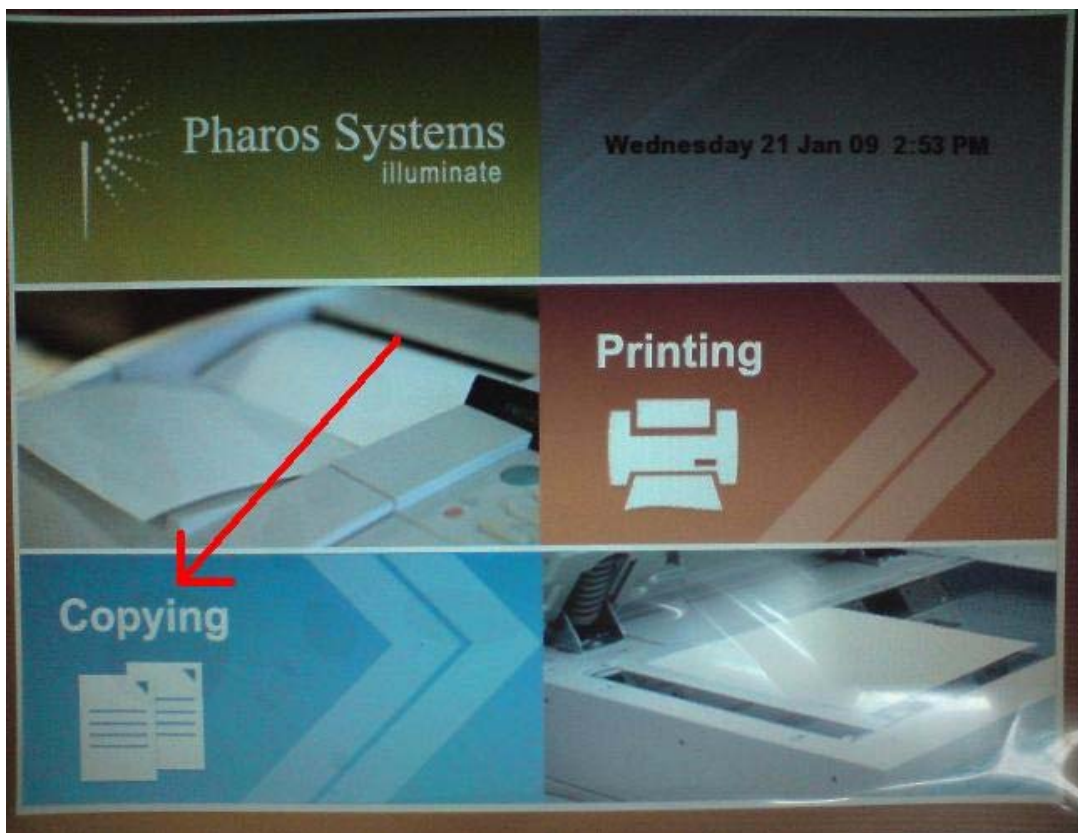 Pharos Systems
illuminate
Wednesday 21 Jan 09 2:53 PM
Printing
Copying